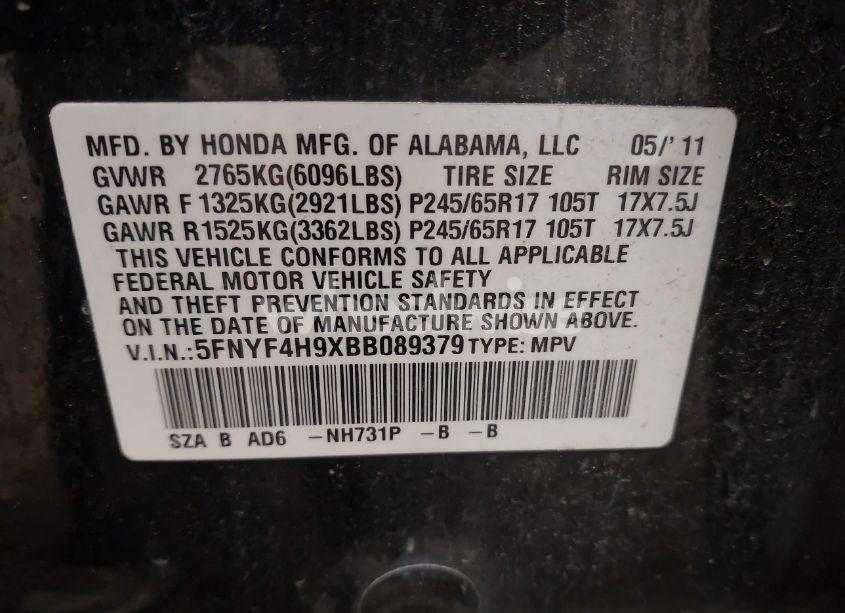 MFD. BY HONDA MFG. OF ALABAMA, LLC 05/'11
GVWR 2765KG(6096LBS) TIRE SIZE RIM SIZE
GAWR F 1325KG(2921LBS) P245/65R17 105T 17X7.5J
GAWR R1525KG(3362LBS) P245/65R17 105T 17X7.5J
THIS VEHICLE CONFORMS TO ALL APPLICABLE
FEDERAL MOTOR VEHICLE SAFETY
AND THEFT PREVENTION STANDARDS IN EFFECT
ON THE DATE OF MANUFACTURE SHOWN ABOVE.
V.I.N.:5FNYF4H9XBB089379 TYPE: MPV
SZA B AD6 -NH731P -B -B